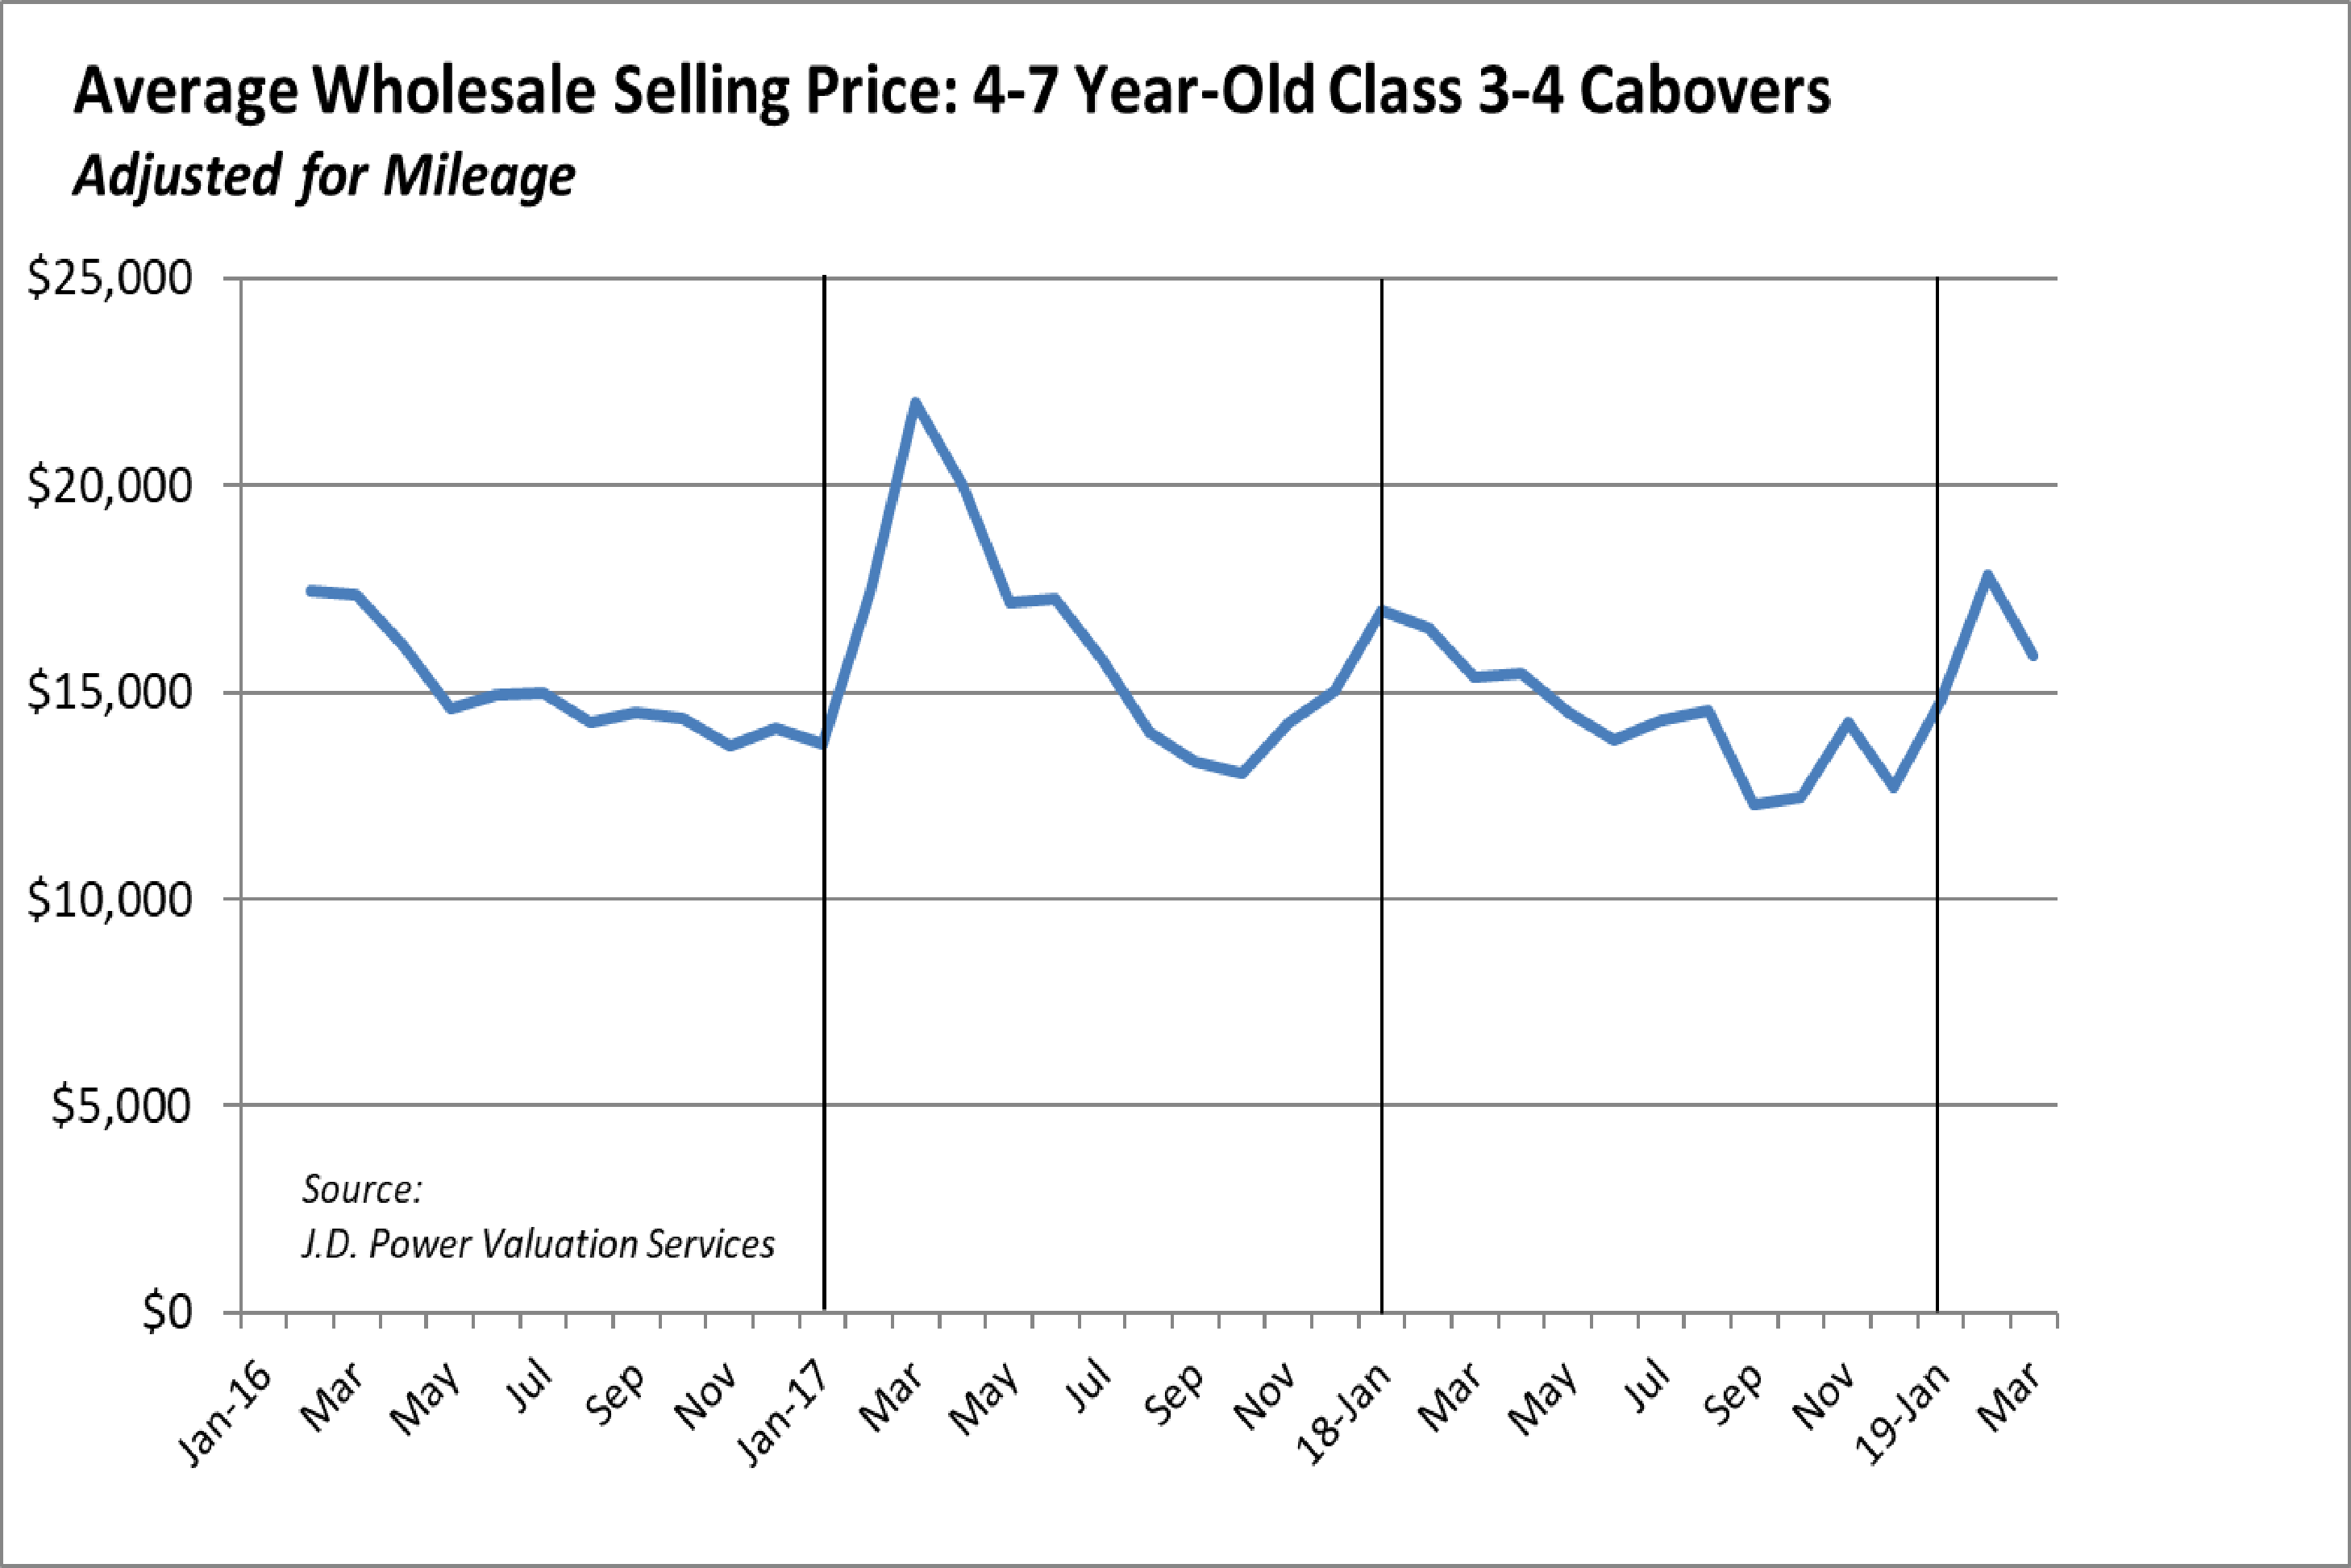 Average Wholesale Selling Price: 4-7 Year-Old Class 3-4 Cabovers
Adjusted for Mileage
$25,000
$20,000
$15,000
$10,000
$5,000
$0
Source:
J.D. Power Valuation Services
Jan-16
Mar
May
Jul
Sep
Nov
Jan-17
Mar
May
Jul
Sep
Nov
18-Jan
Mar
May
Jul
Sep
Nov
19-Jan
Mar